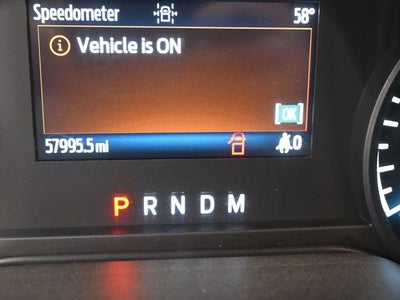 Speedometer 58°
Vehicle is ON
OK
57995.5 mi 0
P R N D M